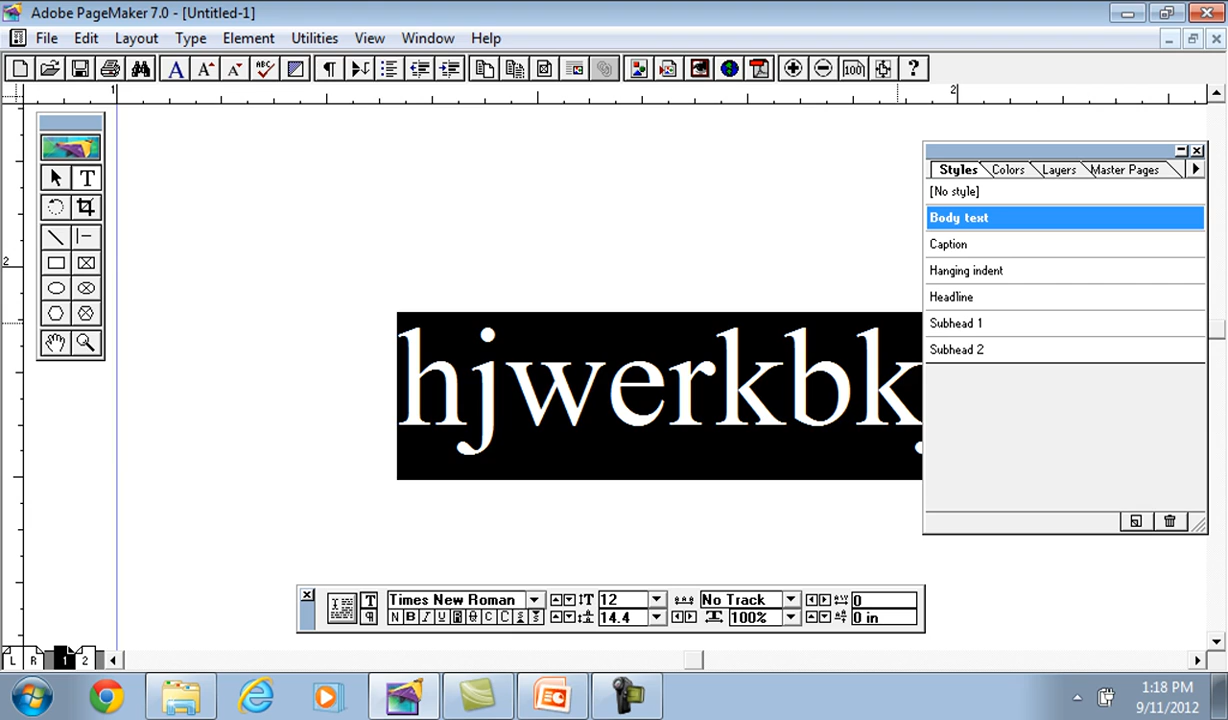 Adobe PageMaker 7.0 - [Untitled-1]
File Edit Layout Type Element Utilities View Window Help
A A A ABC ¶ 100 ?
1 2
T
2
Styles Colors Layers Master Pages
[No style]
Body text
Caption
Hanging indent
Headline
Subhead 1
Subhead 2
hjwerkbk
T Times New Roman T 12 No Track 0
¶ N B I U C C 14.4 100% 0 in
L R 1 2
1:18 PM
9/11/2012